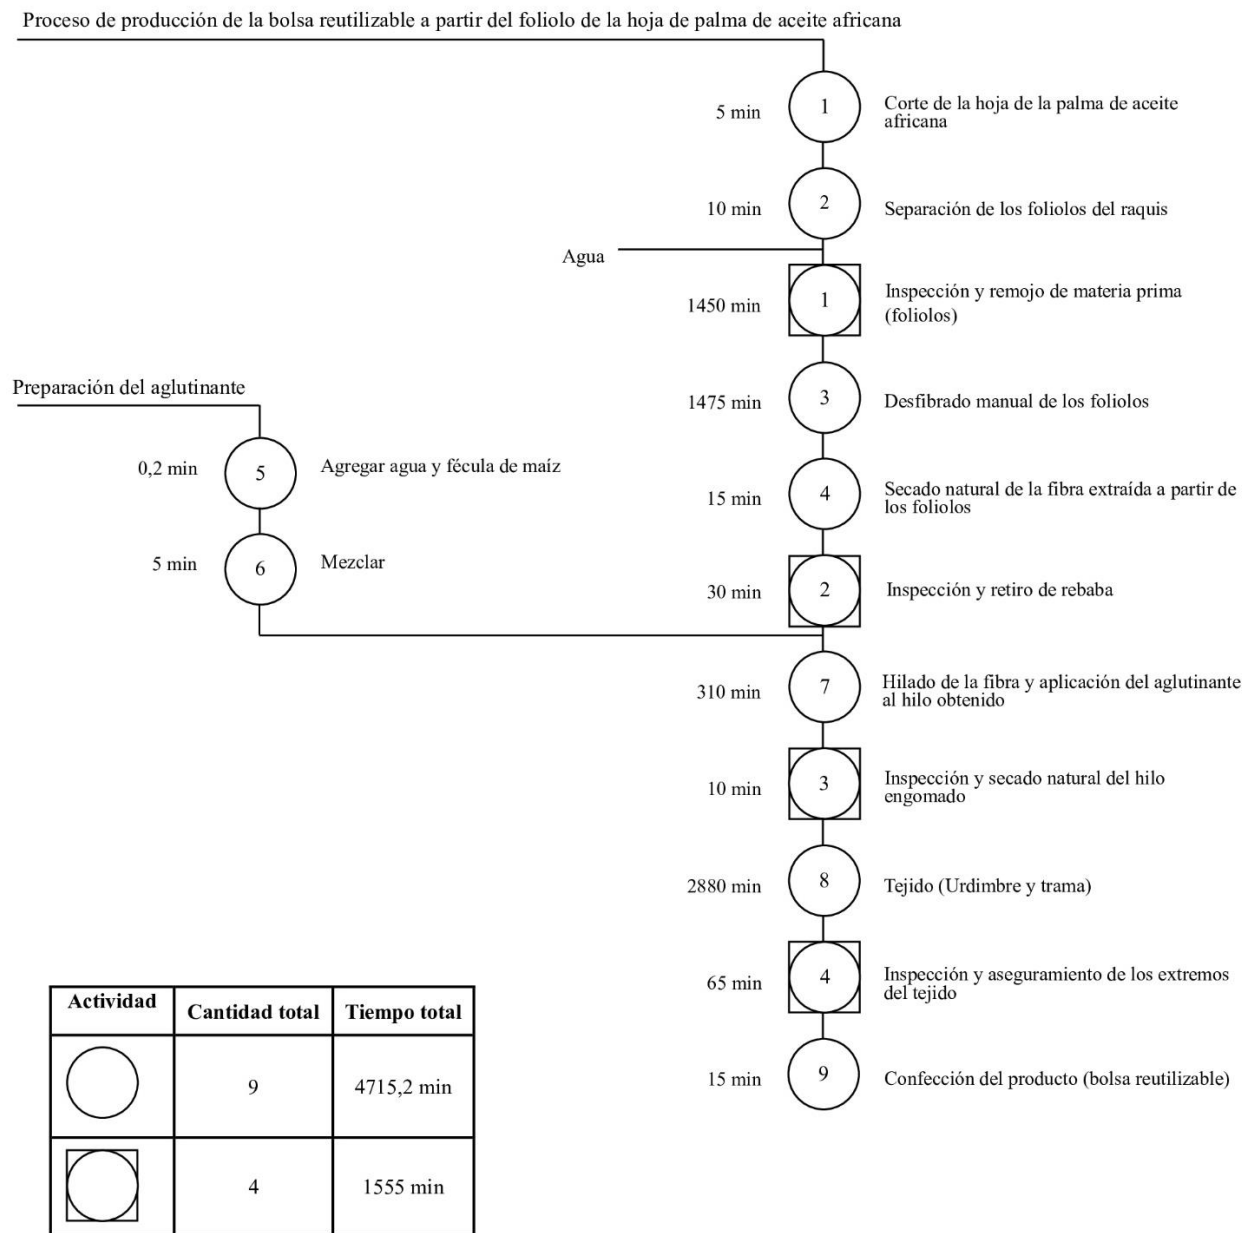 Proceso de producción de la bolsa reutilizable a partir del foliolo de la hoja de palma de aceite africana
5 min
1
Corte de la hoja de la palma de aceite
africana
10 min
2
Separación de los foliolos del raquis
Agua
1450 min
1
Inspección y remojo de materia prima
(foliolos)
1475 min
3
Desfibrado manual de los foliolos
15 min
4
Secado natural de la fibra extraída a partir de
los foliolos
30 min
2
Inspección y retiro de rebaba
Preparación del aglutinante
0,2 min
5
Agregar agua y fécula de maíz
5 min
6
Mezclar
310 min
7
Hilado de la fibra y aplicación del aglutinante
al hilo obtenido
10 min
3
Inspección y secado natural del hilo
engomado
2880 min
8
Tejido (Urdimbre y trama)
65 min
4
Inspección y aseguramiento de los extremos
del tejido
15 min
9
Confección del producto (bolsa reutilizable)
Actividad Cantidad total Tiempo total
9 4715,2 min
4 1555 min